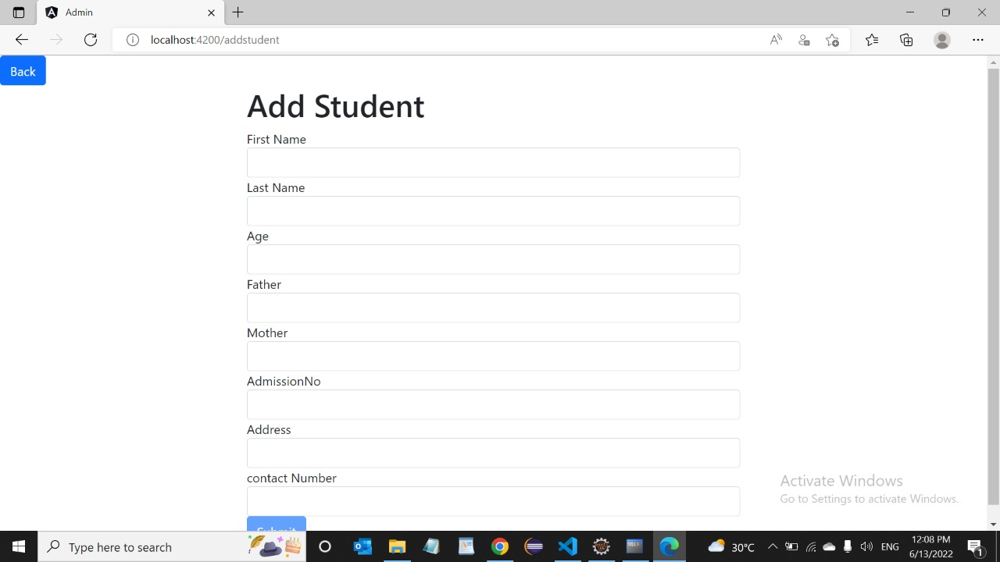 Admin
localhost:4200/addstudent
Back
Add Student
First Name
Last Name
Age
Father
Mother
AdmissionNo
Address
contact Number
Submit
Activate Windows
Go to Settings to activate Windows.
Type here to search
30°C
ENG
12:08 PM
6/13/2022
1